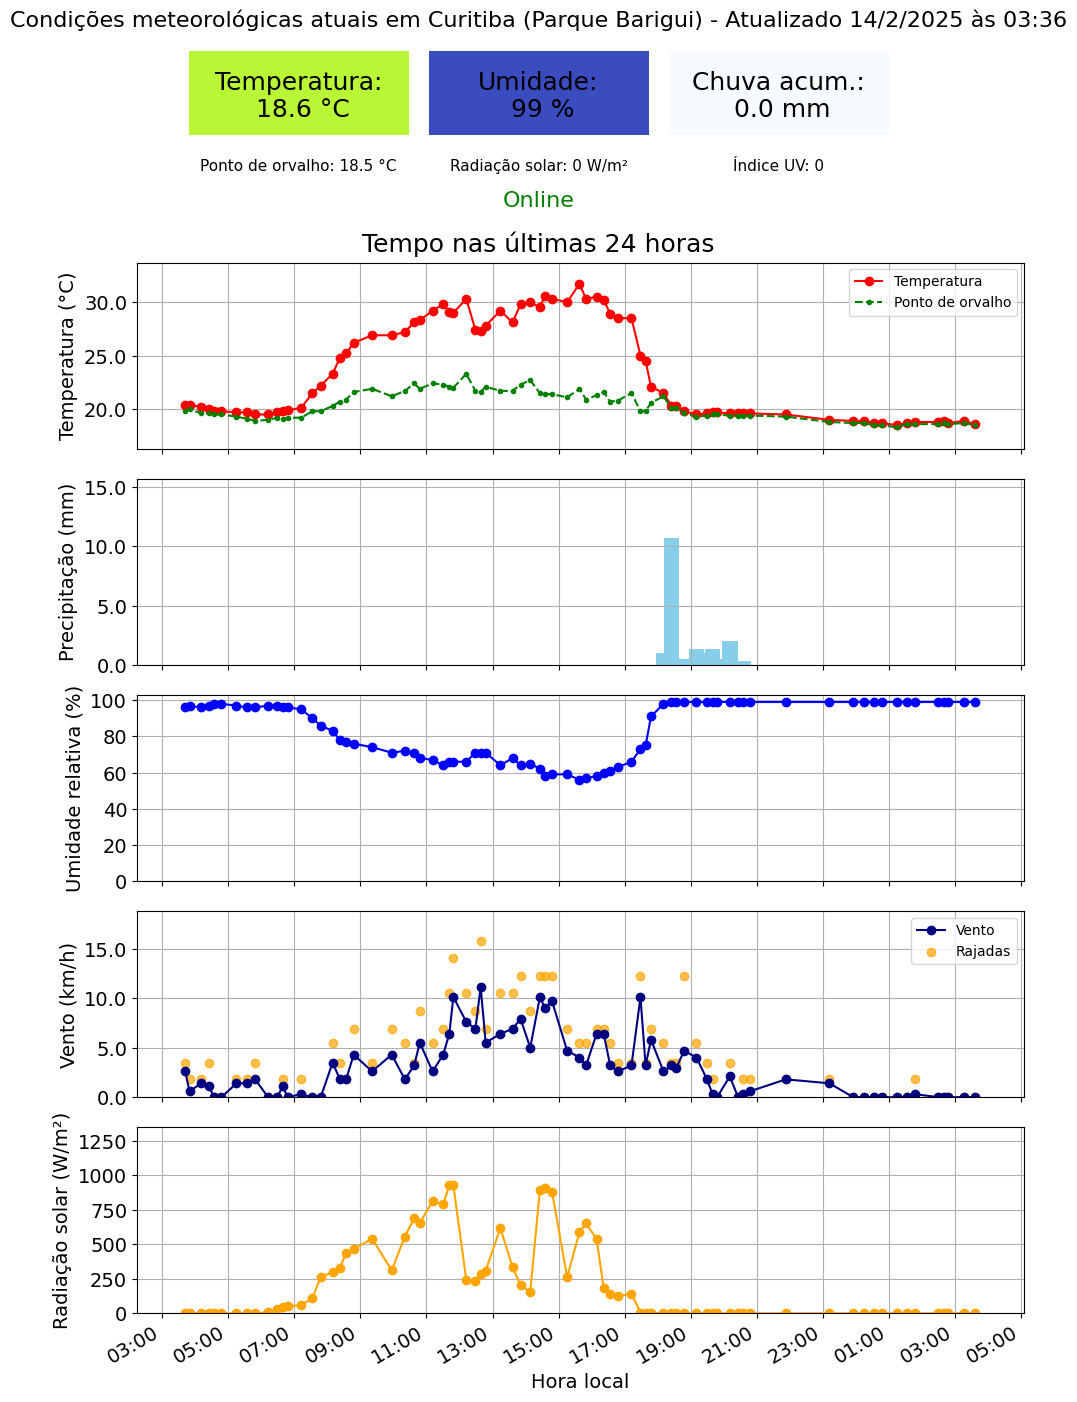 Condições meteorológicas atuais em Curitiba (Parque Barigui) - Atualizado 14/2/2025 às 03:36
Temperatura:
18.6 °C
Umidade:
99 %
Chuva acum.:
0.0 mm
Ponto de orvalho: 18.5 °C
Radiação solar: 0 W/m²
Índice UV: 0
Online
Tempo nas últimas 24 horas
Temperatura (°C)
30.0
25.0
20.0
Temperatura
Ponto de orvalho
Precipitação (mm)
15.0
10.0
5.0
0.0
Umidade relativa (%)
100
80
60
40
20
0
Vento (km/h)
15.0
10.0
5.0
0.0
Vento
Rajadas
Radiação solar (W/m²)
1250
1000
750
500
250
0
03:00
05:00
07:00
09:00
11:00
13:00
15:00
17:00
19:00
21:00
23:00
01:00
03:00
05:00
Hora local